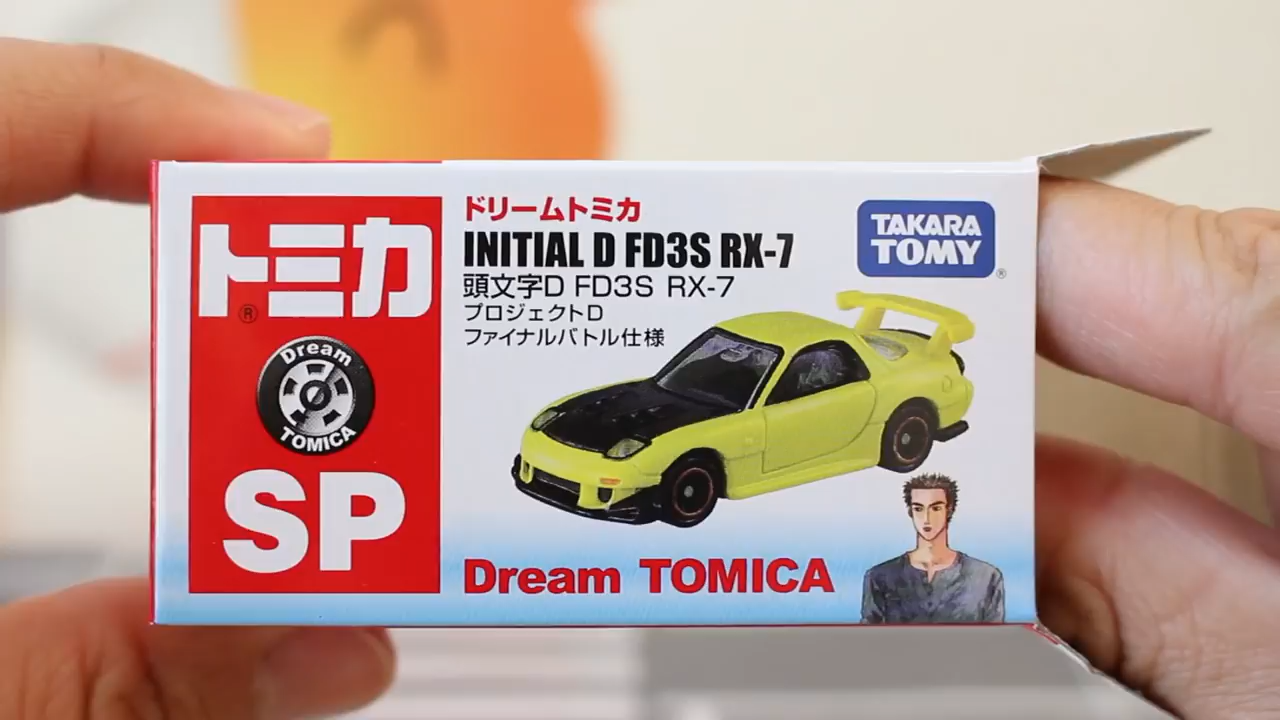 トミカ
®
Dream
TOMICA
SP
ドリームトミカ
INITIAL D FD3S RX-7
頭文字D FD3S RX-7
プロジェクトD
ファイナルバトル仕様
TAKARA
TOMY
®
Dream TOMICA